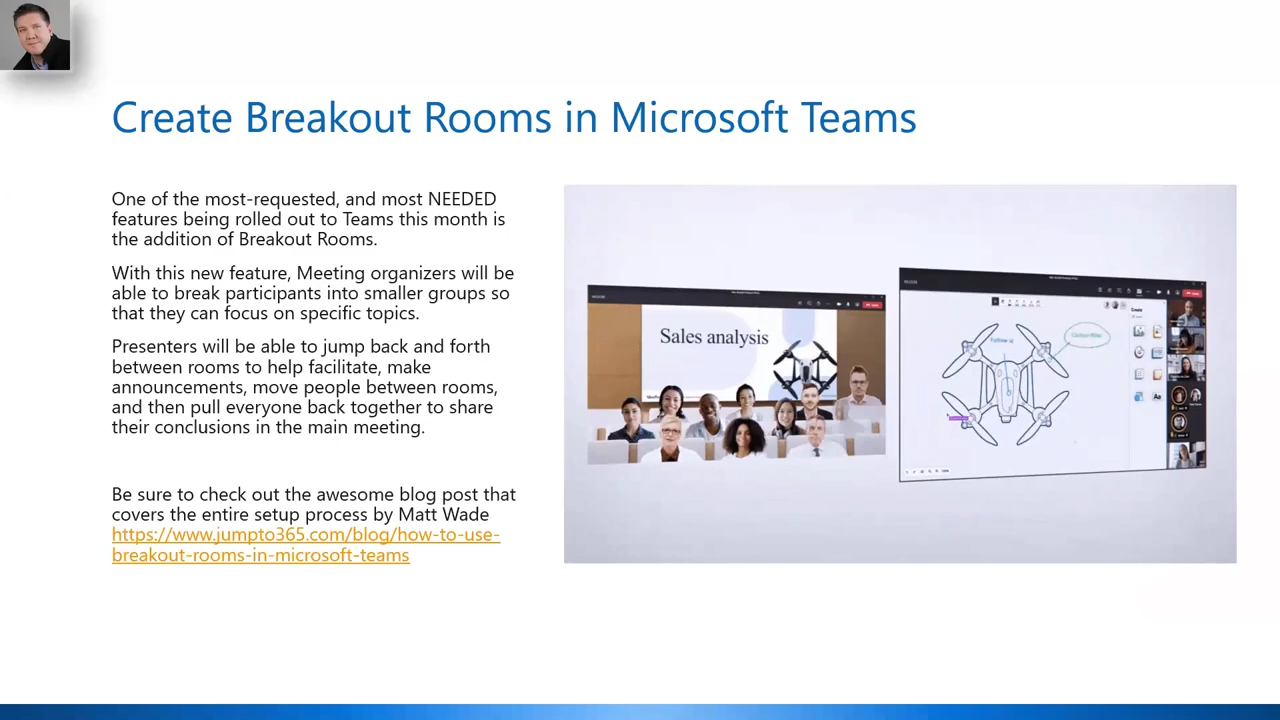 Create Breakout Rooms in Microsoft Teams
One of the most-requested, and most NEEDED
features being rolled out to Teams this month is
the addition of Breakout Rooms.
With this new feature, Meeting organizers will be
able to break participants into smaller groups so
that they can focus on specific topics.
Presenters will be able to jump back and forth
between rooms to help facilitate, make
announcements, move people between rooms,
and then pull everyone back together to share
their conclusions in the main meeting.
Be sure to check out the awesome blog post that
covers the entire setup process by Matt Wade
https://www.jumpto365.com/blog/how-to-use-
breakout-rooms-in-microsoft-teams
Sales analysis
Create
Aa